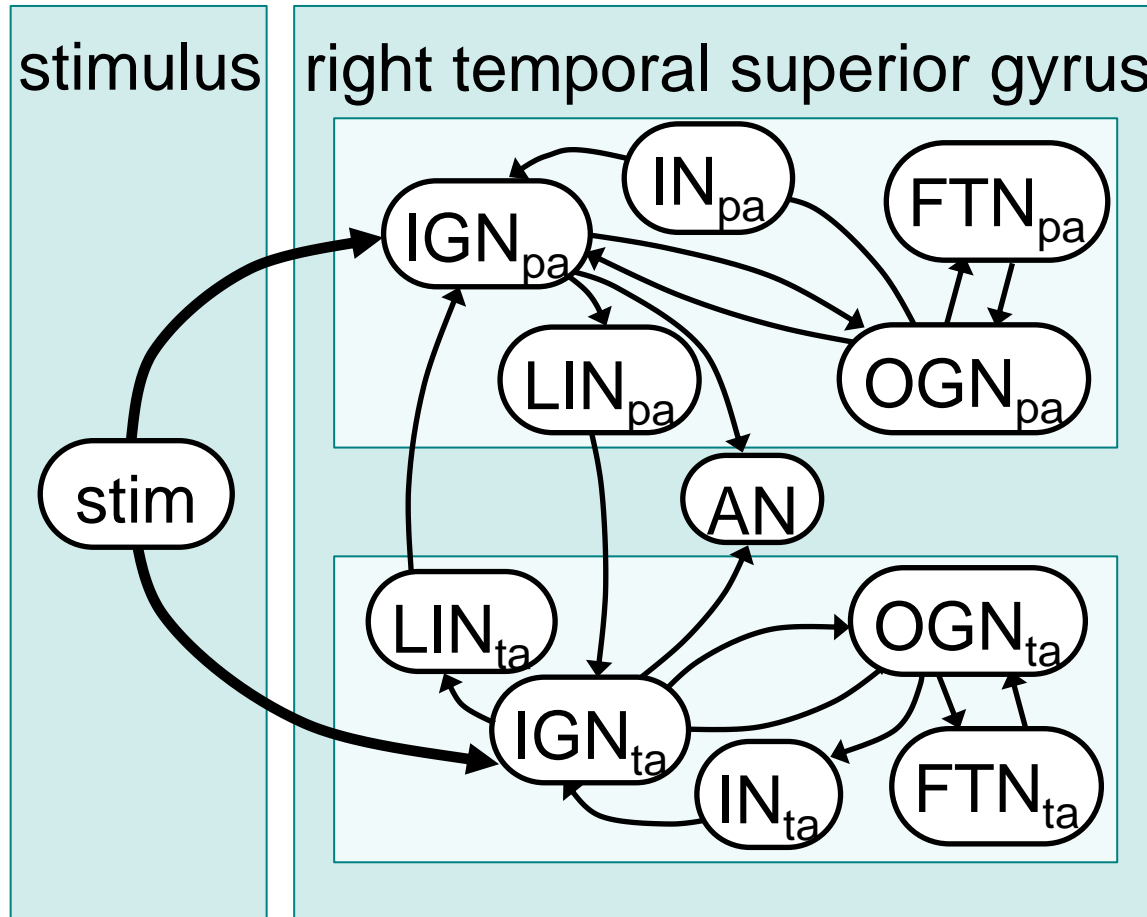 stimulus
right temporal superior gyrus
IN_pa
FTN_pa
IGN_pa
LIN_pa
OGN_pa
stim
AN
LIN_ta
OGN_ta
IGN_ta
IN_ta
FTN_ta